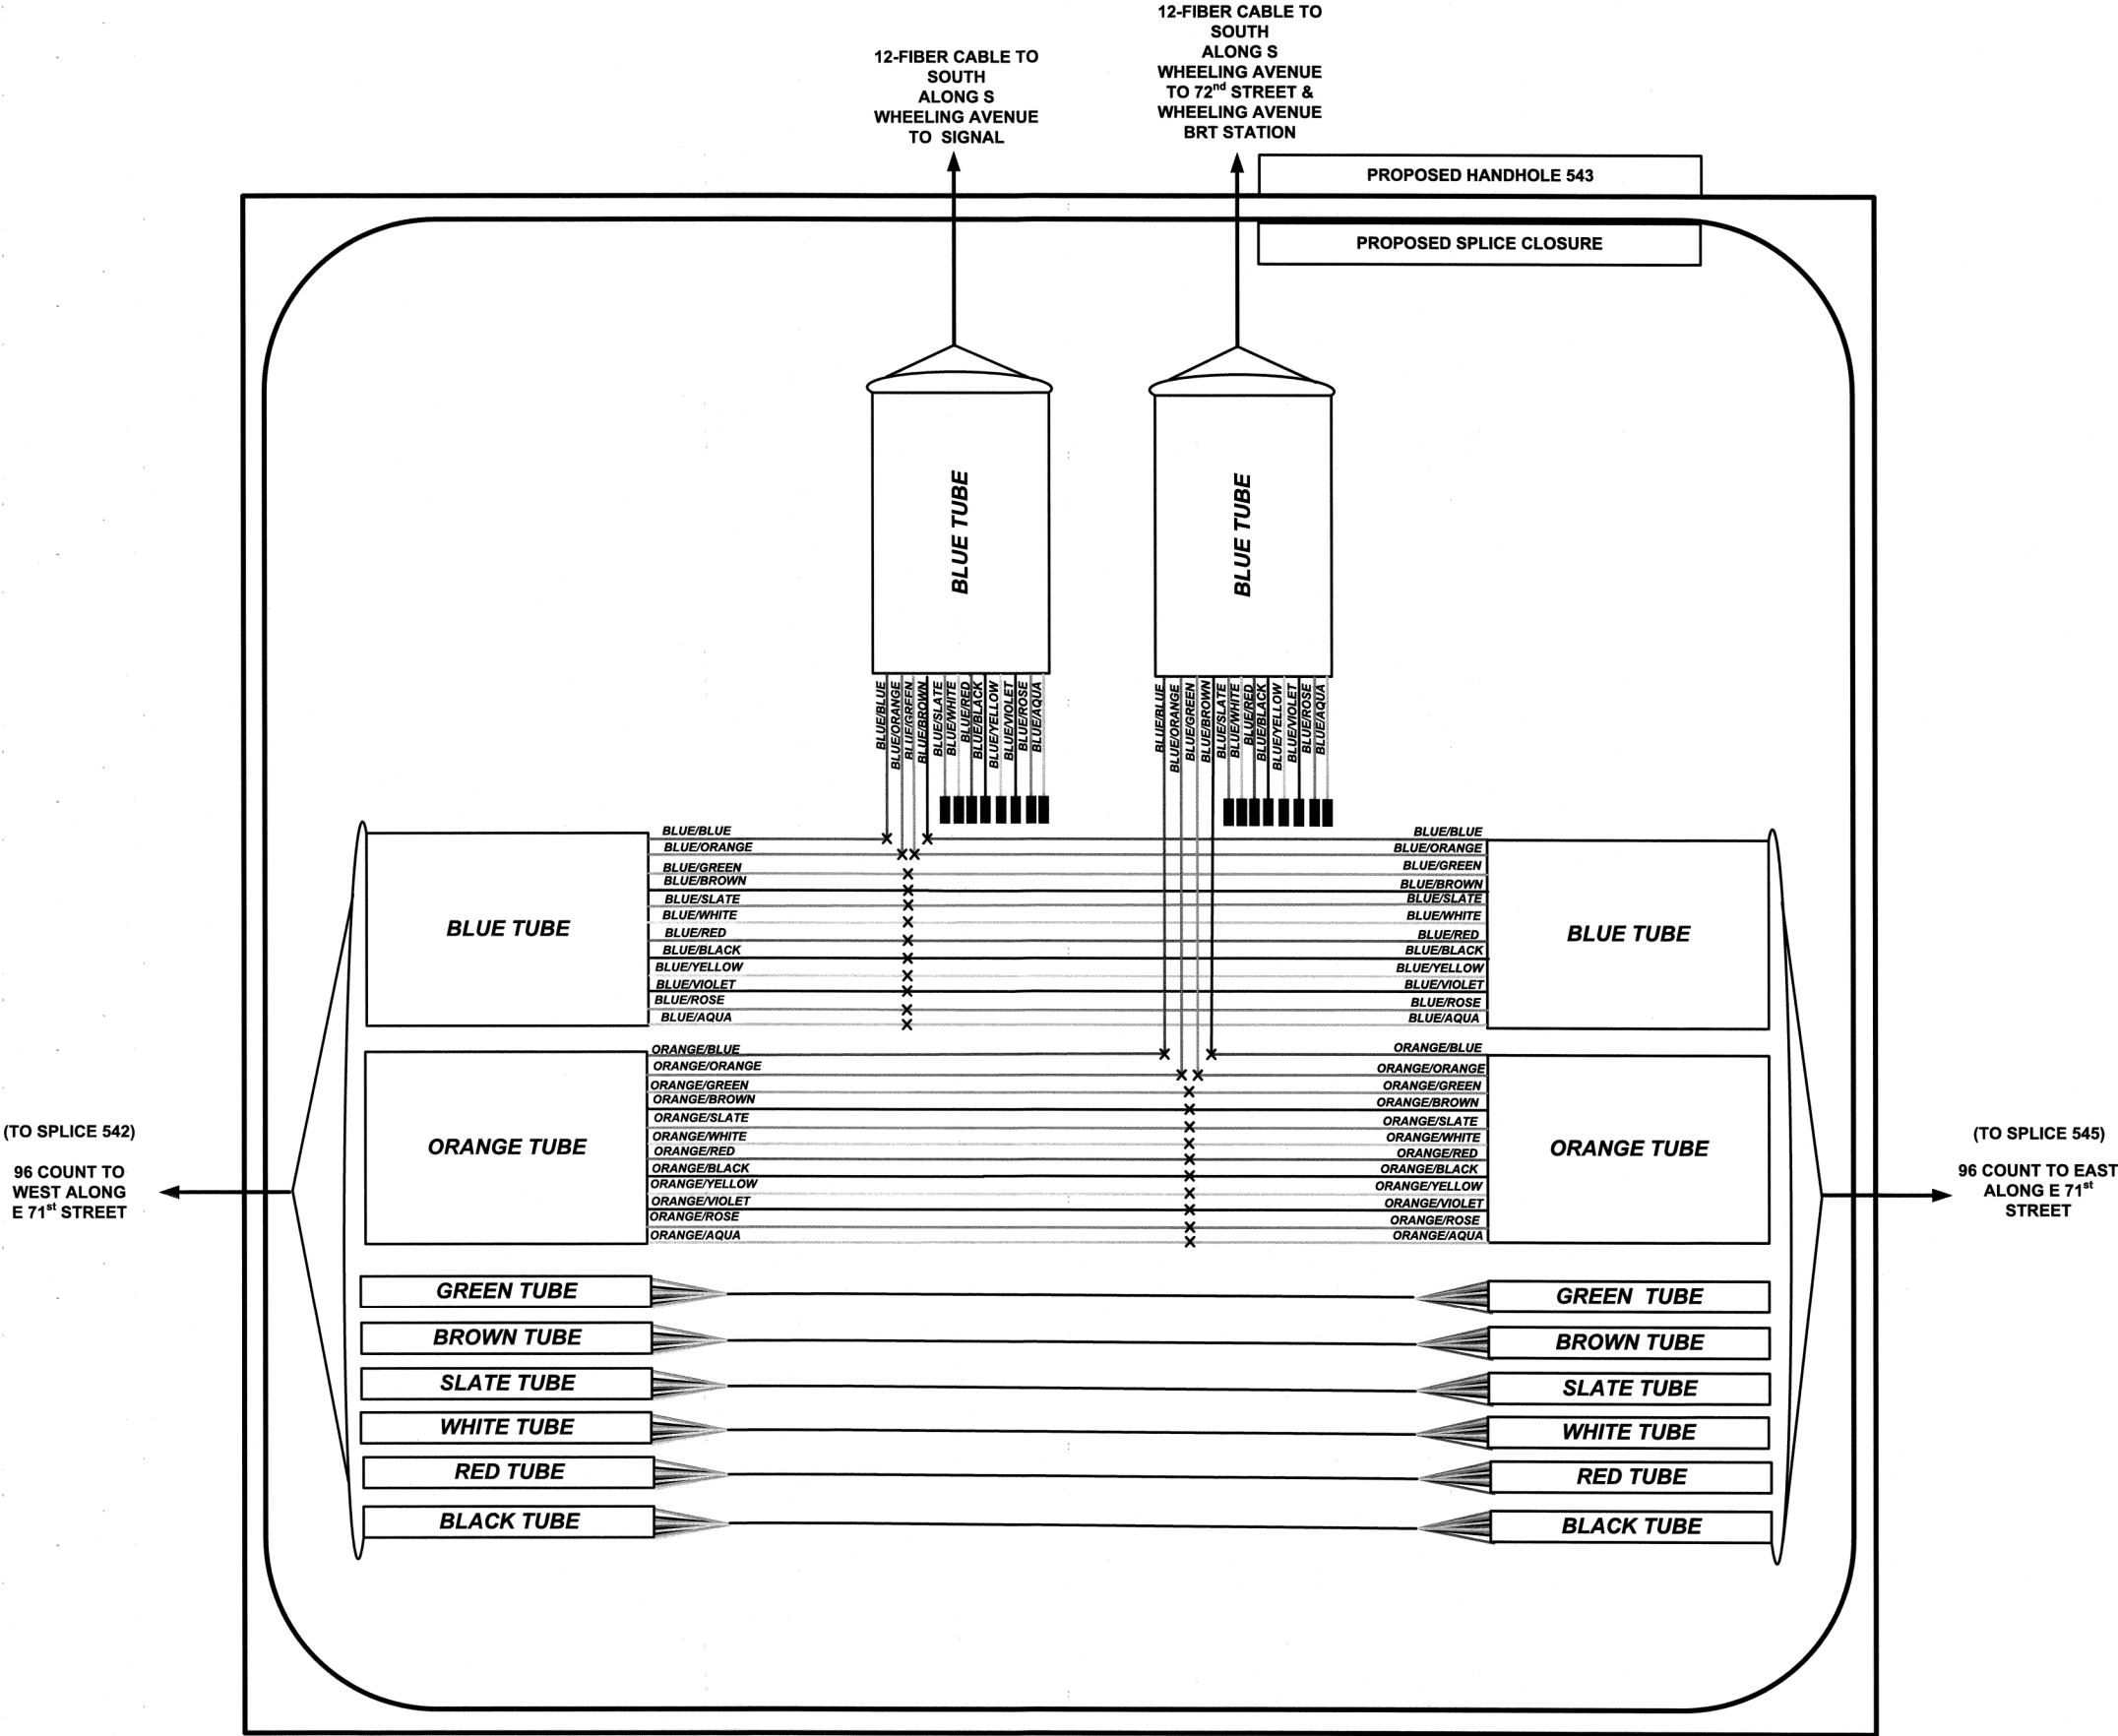 12-FIBER CABLE TO
SOUTH
ALONG S
WHEELING AVENUE
TO SIGNAL
12-FIBER CABLE TO
SOUTH
ALONG S
WHEELING AVENUE
TO 72nd STREET &
WHEELING AVENUE
BRT STATION
PROPOSED HANDHOLE 543
PROPOSED SPLICE CLOSURE
BLUE TUBE
BLUE TUBE
BLUE/BLUE
BLUE/ORANGE
BLUE/GREEN
BLUE/BROWN
BLUE/SLATE
BLUE/WHITE
BLUE/RED
BLUE/BLACK
BLUE/YELLOW
BLUE/VIOLET
BLUE/ROSE
BLUE/AQUA
BLUE/BLUE
BLUE/ORANGE
BLUE/GREEN
BLUE/BROWN
BLUE/SLATE
BLUE/WHITE
BLUE/RED
BLUE/BLACK
BLUE/YELLOW
BLUE/VIOLET
BLUE/ROSE
BLUE/AQUA
BLUE TUBE
BLUE/BLUE
BLUE/ORANGE
BLUE/GREEN
BLUE/BROWN
BLUE/SLATE
BLUE/WHITE
BLUE/RED
BLUE/BLACK
BLUE/YELLOW
BLUE/VIOLET
BLUE/ROSE
BLUE/AQUA
BLUE/BLUE
BLUE/ORANGE
BLUE/GREEN
BLUE/BROWN
BLUE/SLATE
BLUE/WHITE
BLUE/RED
BLUE/BLACK
BLUE/YELLOW
BLUE/VIOLET
BLUE/ROSE
BLUE/AQUA
BLUE TUBE
ORANGE TUBE
ORANGE/BLUE
ORANGE/ORANGE
ORANGE/GREEN
ORANGE/BROWN
ORANGE/SLATE
ORANGE/WHITE
ORANGE/RED
ORANGE/BLACK
ORANGE/YELLOW
ORANGE/VIOLET
ORANGE/ROSE
ORANGE/AQUA
ORANGE/BLUE
ORANGE/ORANGE
ORANGE/GREEN
ORANGE/BROWN
ORANGE/SLATE
ORANGE/WHITE
ORANGE/RED
ORANGE/BLACK
ORANGE/YELLOW
ORANGE/VIOLET
ORANGE/ROSE
ORANGE/AQUA
ORANGE TUBE
(TO SPLICE 542)
96 COUNT TO
WEST ALONG
E 71st STREET
(TO SPLICE 545)
96 COUNT TO EAST
ALONG E 71st
STREET
GREEN TUBE
GREEN TUBE
BROWN TUBE
BROWN TUBE
SLATE TUBE
SLATE TUBE
WHITE TUBE
WHITE TUBE
RED TUBE
RED TUBE
BLACK TUBE
BLACK TUBE